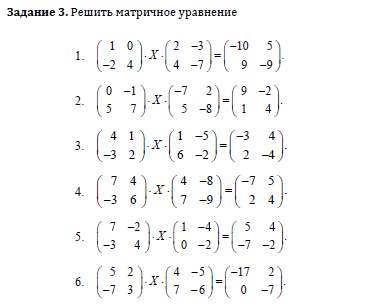 Задание 3. Решить матричное уравнение
1. \begin{pmatrix} 1 & 0 \\ -2 & 4 \end{pmatrix} \cdot X \cdot \begin{pmatrix} 2 & -3 \\ 4 & -7 \end{pmatrix} = \begin{pmatrix} -10 & 5 \\ 9 & -9 \end{pmatrix}.
2. \begin{pmatrix} 0 & -1 \\ 5 & 7 \end{pmatrix} \cdot X \cdot \begin{pmatrix} -7 & 2 \\ 5 & -8 \end{pmatrix} = \begin{pmatrix} 9 & -2 \\ 1 & 4 \end{pmatrix}.
3. \begin{pmatrix} 4 & 1 \\ -3 & 2 \end{pmatrix} \cdot X \cdot \begin{pmatrix} 1 & -5 \\ 6 & -2 \end{pmatrix} = \begin{pmatrix} -3 & 4 \\ 2 & -4 \end{pmatrix}.
4. \begin{pmatrix} 7 & 4 \\ -3 & 6 \end{pmatrix} \cdot X \cdot \begin{pmatrix} 4 & -8 \\ 7 & -9 \end{pmatrix} = \begin{pmatrix} -7 & 5 \\ 2 & 4 \end{pmatrix}.
5. \begin{pmatrix} 7 & -2 \\ -3 & 4 \end{pmatrix} \cdot X \cdot \begin{pmatrix} 1 & -4 \\ 0 & -2 \end{pmatrix} = \begin{pmatrix} 5 & 4 \\ -7 & -2 \end{pmatrix}.
6. \begin{pmatrix} 5 & 2 \\ -7 & 3 \end{pmatrix} \cdot X \cdot \begin{pmatrix} 4 & -5 \\ 7 & -6 \end{pmatrix} = \begin{pmatrix} -17 & 2 \\ 0 & -7 \end{pmatrix}.